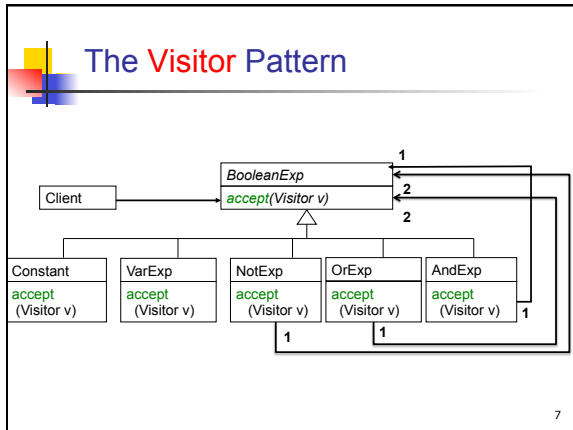 The Visitor Pattern
1
BooleanExp
Client
accept(Visitor v)
2
2
Constant
VarExp
NotExp
OrExp
AndExp
accept
(Visitor v)
accept
(Visitor v)
accept
(Visitor v)
accept
(Visitor v)
accept
(Visitor v)
1
1
1
7